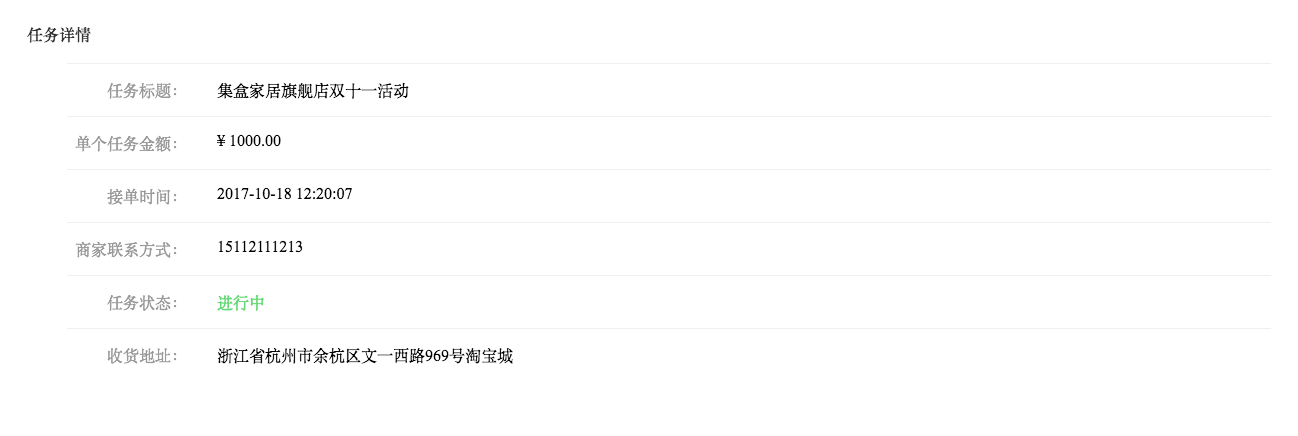 任务详情
任务标题： 集盒家居旗舰店双十一活动
单个任务金额： ¥ 1000.00
接单时间： 2017-10-18 12:20:07
商家联系方式： 15112111213
任务状态： 进行中
收货地址： 浙江省杭州市余杭区文一西路969号淘宝城